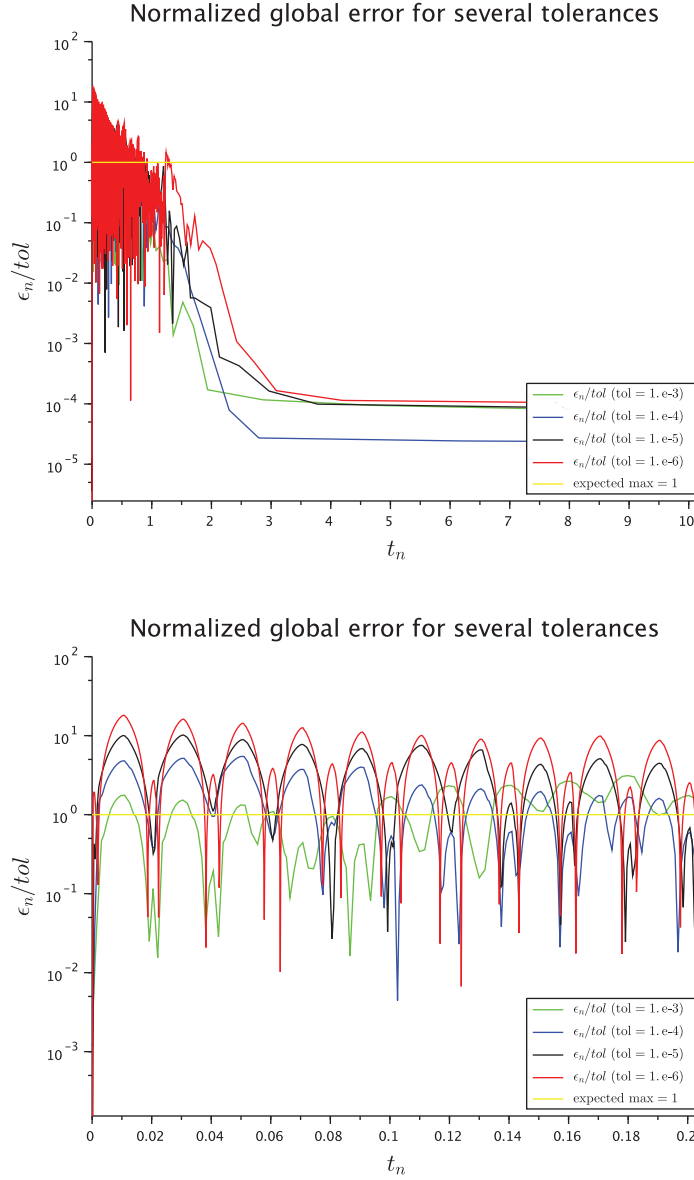 Normalized global error for several tolerances
10^2
10^1
10^0
10^-1
10^-2
10^-3
10^-4
10^-5
ϵ_n/tol
ϵ_n/tol (tol = 1. e-3)
ϵ_n/tol (tol = 1. e-4)
ϵ_n/tol (tol = 1. e-5)
ϵ_n/tol (tol = 1. e-6)
expected max = 1
0 1 2 3 4 5 6 7 8 9 10
t_n
Normalized global error for several tolerances
10^2
10^1
10^0
10^-1
10^-2
10^-3
ϵ_n/tol
ϵ_n/tol (tol = 1. e-3)
ϵ_n/tol (tol = 1. e-4)
ϵ_n/tol (tol = 1. e-5)
ϵ_n/tol (tol = 1. e-6)
expected max = 1
0 0.02 0.04 0.06 0.08 0.1 0.12 0.14 0.16 0.18 0.2
t_n